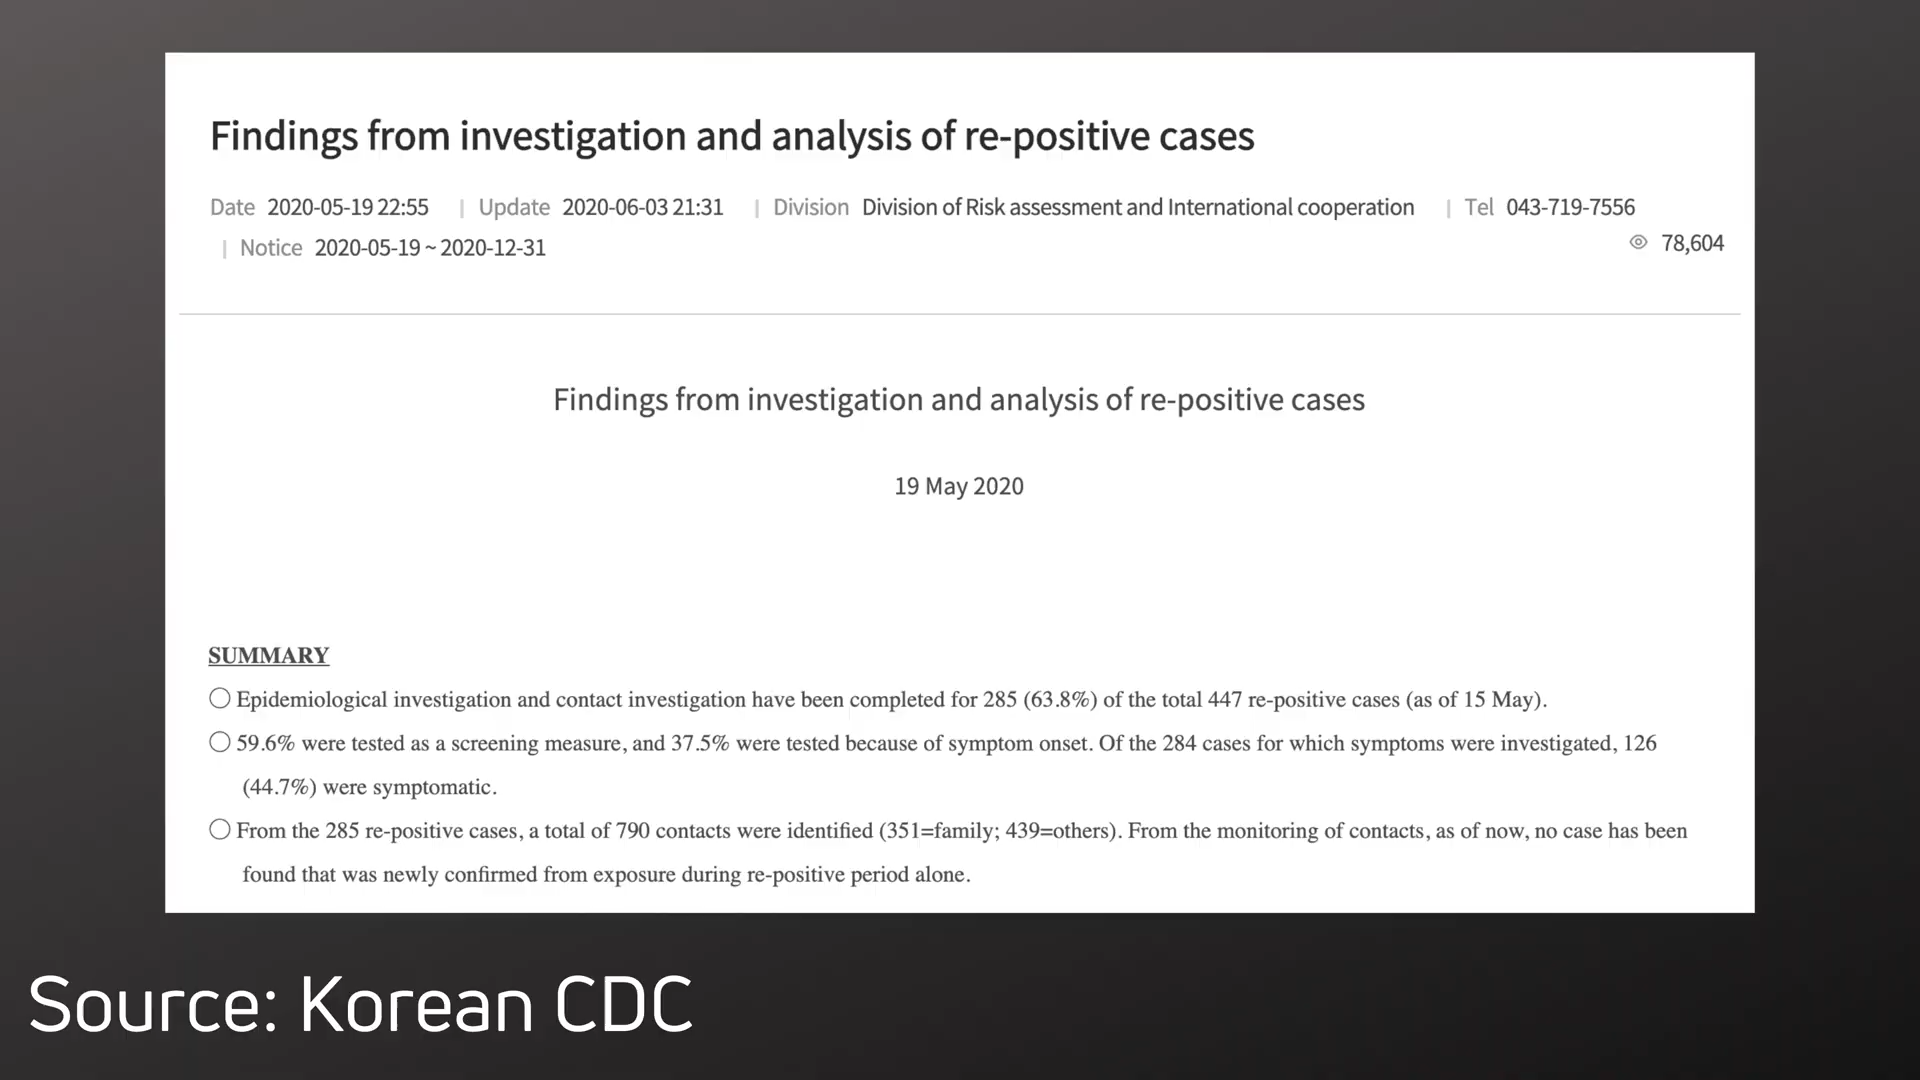 Findings from investigation and analysis of re-positive cases
Date 2020-05-19 22:55 | Update 2020-06-03 21:31 | Division Division of Risk assessment and International cooperation | Tel 043-719-7556
| Notice 2020-05-19 ~ 2020-12-31 78,604
Findings from investigation and analysis of re-positive cases
19 May 2020
SUMMARY
○ Epidemiological investigation and contact investigation have been completed for 285 (63.8%) of the total 447 re-positive cases (as of 15 May).
○ 59.6% were tested as a screening measure, and 37.5% were tested because of symptom onset. Of the 284 cases for which symptoms were investigated, 126
(44.7%) were symptomatic.
○ From the 285 re-positive cases, a total of 790 contacts were identified (351=family; 439=others). From the monitoring of contacts, as of now, no case has been
found that was newly confirmed from exposure during re-positive period alone.
Source: Korean CDC